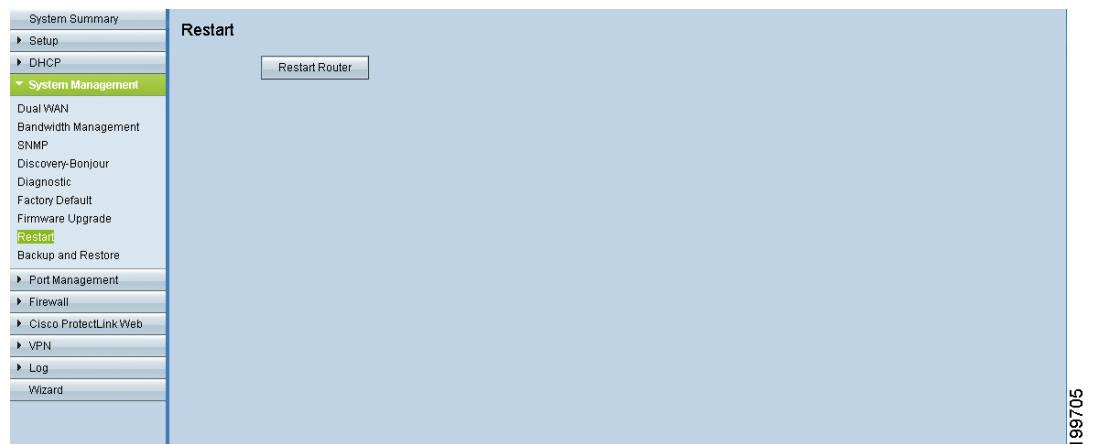 System Summary
Setup
DHCP
System Management
Dual WAN
Bandwidth Management
SNMP
Discovery-Bonjour
Diagnostic
Factory Default
Firmware Upgrade
Restart
Backup and Restore
Port Management
Firewall
Cisco ProtectLink Web
VPN
Log
Wizard
Restart
Restart Router
199705